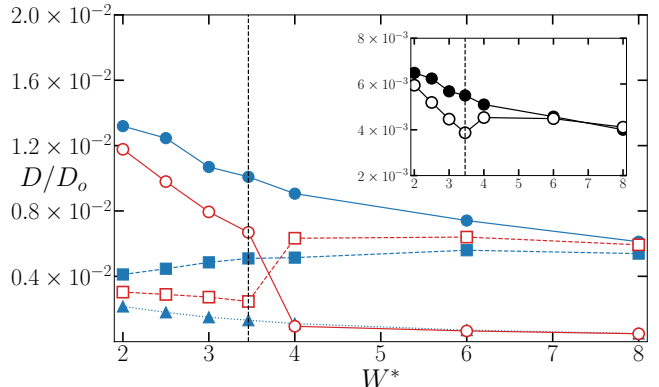 2.0 × 10⁻²
1.6 × 10⁻²
1.2 × 10⁻²
0.8 × 10⁻²
0.4 × 10⁻²
D/Dₒ
2 3 4 5 6 7 8
W*
8 × 10⁻³
6 × 10⁻³
4 × 10⁻³
2 × 10⁻³
2 3 4 5 6 7 8